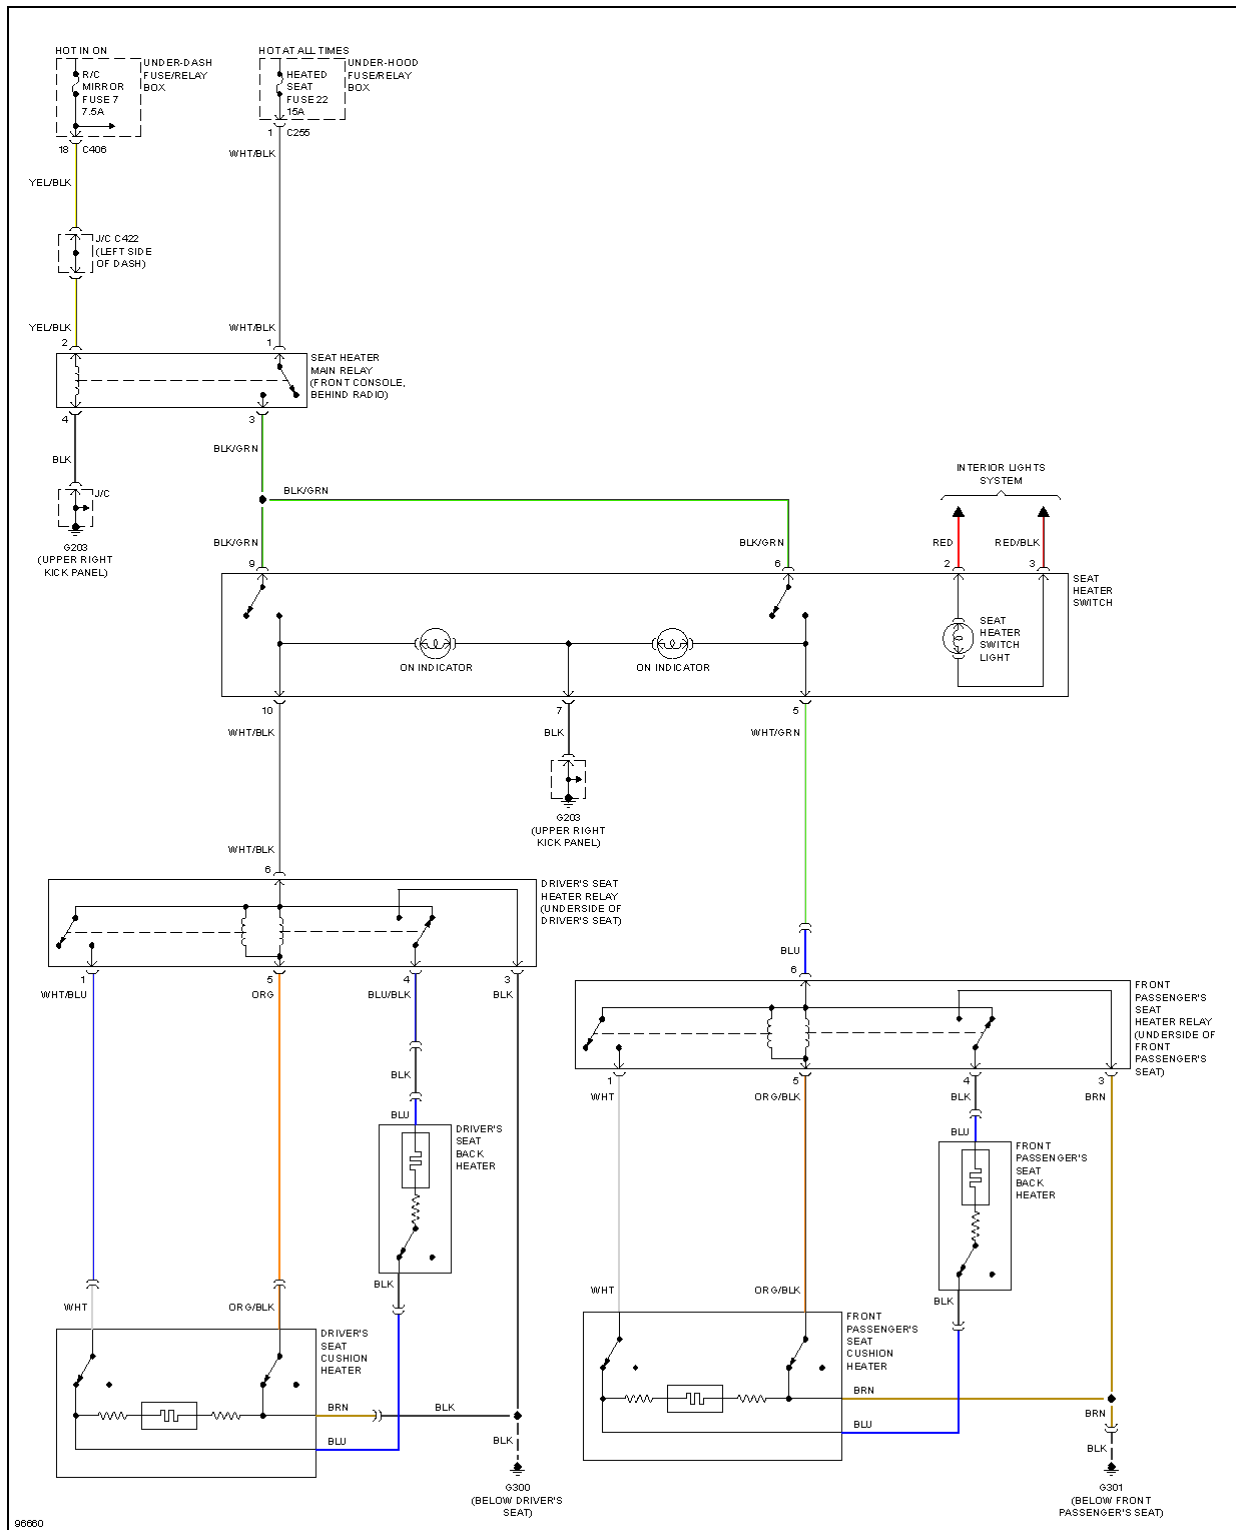 HOT IN ON
UNDER-DASH
FUSE/RELAY
BOX
R/C
MIRROR
FUSE 7
7.5A
18
C406
HOT AT ALL TIMES
UNDER-HOOD
FUSE/RELAY
BOX
HEATED
SEAT
FUSE 22
15A
1
C255
WHT/BLK
YEL/BLK
J/C C422
(LEFT SIDE
OF DASH)
YEL/BLK
WHT/BLK
2
1
SEAT HEATER
MAIN RELAY
(FRONT CONSOLE,
BEHIND RADIO)
4
3
BLK/GRN
BLK
J/C
G203
(UPPER RIGHT
KICK PANEL)
BLK/GRN
INTERIOR LIGHTS
SYSTEM
BLK/GRN
BLK/GRN
RED
RED/BLK
9
6
2
3
SEAT
HEATER
SWITCH
SEAT
HEATER
SWITCH
LIGHT
ON INDICATOR
ON INDICATOR
10
7
5
WHT/BLK
BLK
WHT/GRN
G203
(UPPER RIGHT
KICK PANEL)
WHT/BLK
6
DRIVER'S SEAT
HEATER RELAY
(UNDERSIDE OF
DRIVER'S SEAT)
BLU
6
1
5
4
3
WHT/BLU
ORG
BLU/BLK
BLK
FRONT
PASSENGER'S
SEAT
HEATER RELAY
(UNDERSIDE OF
FRONT
PASSENGER'S
SEAT)
1
5
4
3
WHT
ORG/BLK
BLK
BRN
BLK
BLU
DRIVER'S
SEAT
BACK
HEATER
BLU
FRONT
PASSENGER'S
SEAT
BACK
HEATER
BLK
WHT
ORG/BLK
WHT
ORG/BLK
BLK
DRIVER'S
SEAT
CUSHION
HEATER
FRONT
PASSENGER'S
SEAT
CUSHION
HEATER
BRN
BLK
BLU
BLK
BRN
BLU
BRN
BLK
G300
(BELOW DRIVER'S
SEAT)
G301
(BELOW FRONT
PASSENGER'S SEAT)
96660